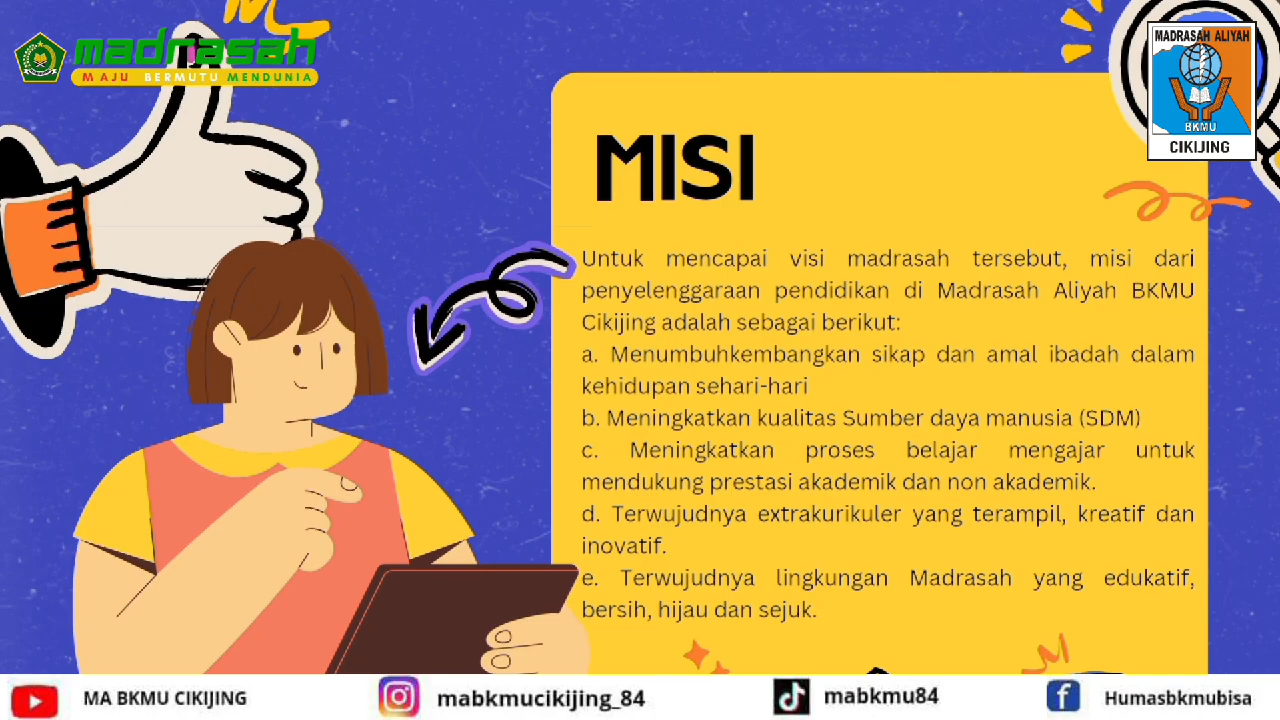 madrasah
MAJU BERMUTU MENDUNIA
MADRASAH ALIYAH
BKMU
CIKIJING
MISI
Untuk mencapai visi madrasah tersebut, misi dari
penyelenggaraan pendidikan di Madrasah Aliyah BKMU
Cikijing adalah sebagai berikut:
a. Menumbuhkembangkan sikap dan amal ibadah dalam
kehidupan sehari-hari
b. Meningkatkan kualitas Sumber daya manusia (SDM)
c. Meningkatkan proses belajar mengajar untuk
mendukung prestasi akademik dan non akademik.
d. Terwujudnya extrakurikuler yang terampil, kreatif dan
inovatif.
e. Terwujudnya lingkungan Madrasah yang edukatif,
bersih, hijau dan sejuk.
MA BKMU CIKIJING
mabkmucikijing_84
mabkmu84
Humasbkmubisa